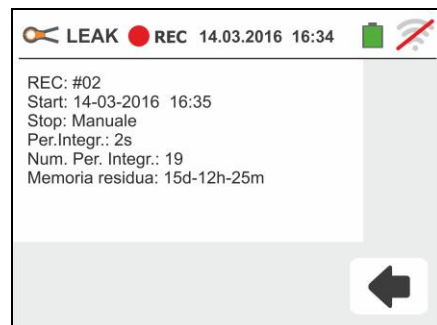 LEAK REC 14.03.2016 16:34
REC: #02
Start: 14-03-2016 16:35
Stop: Manuale
Per.Integr.: 2s
Num. Per. Integr.: 19
Memoria residua: 15d-12h-25m